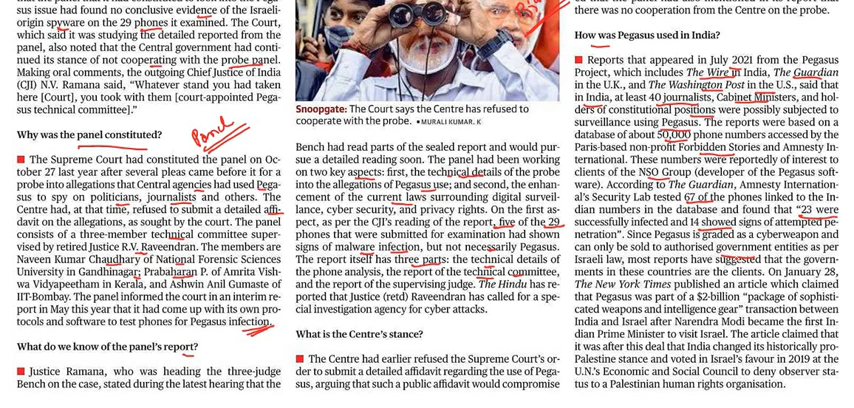 sus issue had found no conclusive evidence of the Israeli-
origin spyware on the 29 phones it examined. The Court,
which said it was studying the detailed reported from the
panel, also noted that the Central government had conti-
nued its stance of not cooperating with the probe panel.
Making oral comments, the outgoing Chief Justice of India
(CJI) N.V. Ramana said, “Whatever stand you had taken
here [Court], you took with them [court-appointed Pega-
sus technical committee].”
Why was the panel constituted?
Panel
■ The Supreme Court had constituted the panel on Oc-
tober 27 last year after several pleas came before it for a
probe into allegations that Central agencies had used Pega-
sus to spy on politicians, journalists and others. The
Centre had, at that time, refused to submit a detailed affi-
davit on the allegations, as sought by the court. The panel
consists of a three-member technical committee super-
vised by retired Justice R.V. Raveendran. The members are
Naveen Kumar Chaudhary of National Forensic Sciences
University in Gandhinagar; Prabaharan P. of Amrita Vish-
wa Vidyapeetham in Kerala, and Ashwin Anil Gumaste of
IIT-Bombay. The panel informed the court in an interim re-
port in May this year that it had come up with its own pro-
tocols and software to test phones for Pegasus infection.
What do we know of the panel’s report?
■ Justice Ramana, who was heading the three-judge
Bench on the case, stated during the latest hearing that the
Snoopgate: The Court says the Centre has refused to
cooperate with the probe. • MURALI KUMAR. K
Bench had read parts of the sealed report and would pur-
sue a detailed reading soon. The panel had been working
on two key aspects: first, the technical details of the probe
into the allegations of Pegasus use; and second, the enhan-
cement of the current laws surrounding digital surveil-
lance, cyber security, and privacy rights. On the first as-
pect, as per the CJI’s reading of the report, five of the 29
phones that were submitted for examination had shown
signs of malware infection, but not necessarily Pegasus.
The report itself has three parts: the technical details of
the phone analysis, the report of the technical committee,
and the report of the supervising judge. The Hindu has re-
ported that Justice (retd) Raveendran has called for a spe-
cial investigation agency for cyber attacks.
What is the Centre’s stance?
■ The Centre had earlier refused the Supreme Court’s or-
der to submit a detailed affidavit regarding the use of Pega-
sus, arguing that such a public affidavit would compromise
there was no cooperation from the Centre on the probe.
How was Pegasus used in India?
■ Reports that appeared in July 2021 from the Pegasus
Project, which includes The Wire in India, The Guardian
in the U.K., and The Washington Post in the U.S., said that
in India, at least 40 journalists, Cabinet Ministers, and hol-
ders of constitutional positions were possibly subjected to
surveillance using Pegasus. The reports were based on a
database of about 50,000 phone numbers accessed by the
Paris-based non-profit Forbidden Stories and Amnesty In-
ternational. These numbers were reportedly of interest to
clients of the NSO Group (developer of the Pegasus soft-
ware). According to The Guardian, Amnesty Internation-
al’s Security Lab tested 67 of the phones linked to the In-
dian numbers in the database and found that “23 were
successfully infected and 14 showed signs of attempted pe-
netration”. Since Pegasus is graded as a cyberweapon and
can only be sold to authorised government entities as per
Israeli law, most reports have suggested that the govern-
ments in these countries are the clients. On January 28,
The New York Times published an article which claimed
that Pegasus was part of a $2-billion “package of sophisti-
cated weapons and intelligence gear” transaction between
India and Israel after Narendra Modi became the first In-
dian Prime Minister to visit Israel. The article claimed that
it was after this deal that India changed its historically pro-
Palestine stance and voted in Israel’s favour in 2019 at the
U.N.’s Economic and Social Council to deny observer sta-
tus to a Palestinian human rights organisation.